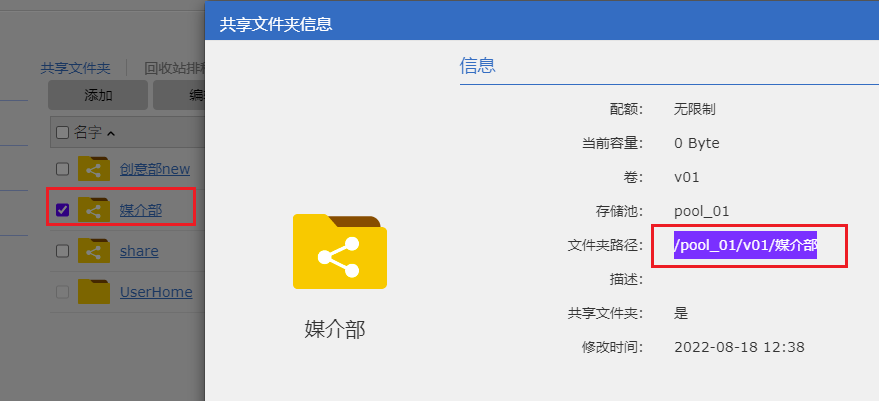 共享文件夹信息
共享文件夹
回收站排程
添加
编辑
名字
创意部new
媒介部
share
UserHome
媒介部
信息
配额： 无限制
当前容量： 0 Byte
卷： v01
存储池： pool_01
文件夹路径： /pool_01/v01/媒介部
描述：
共享文件夹： 是
修改时间： 2022-08-18 12:38